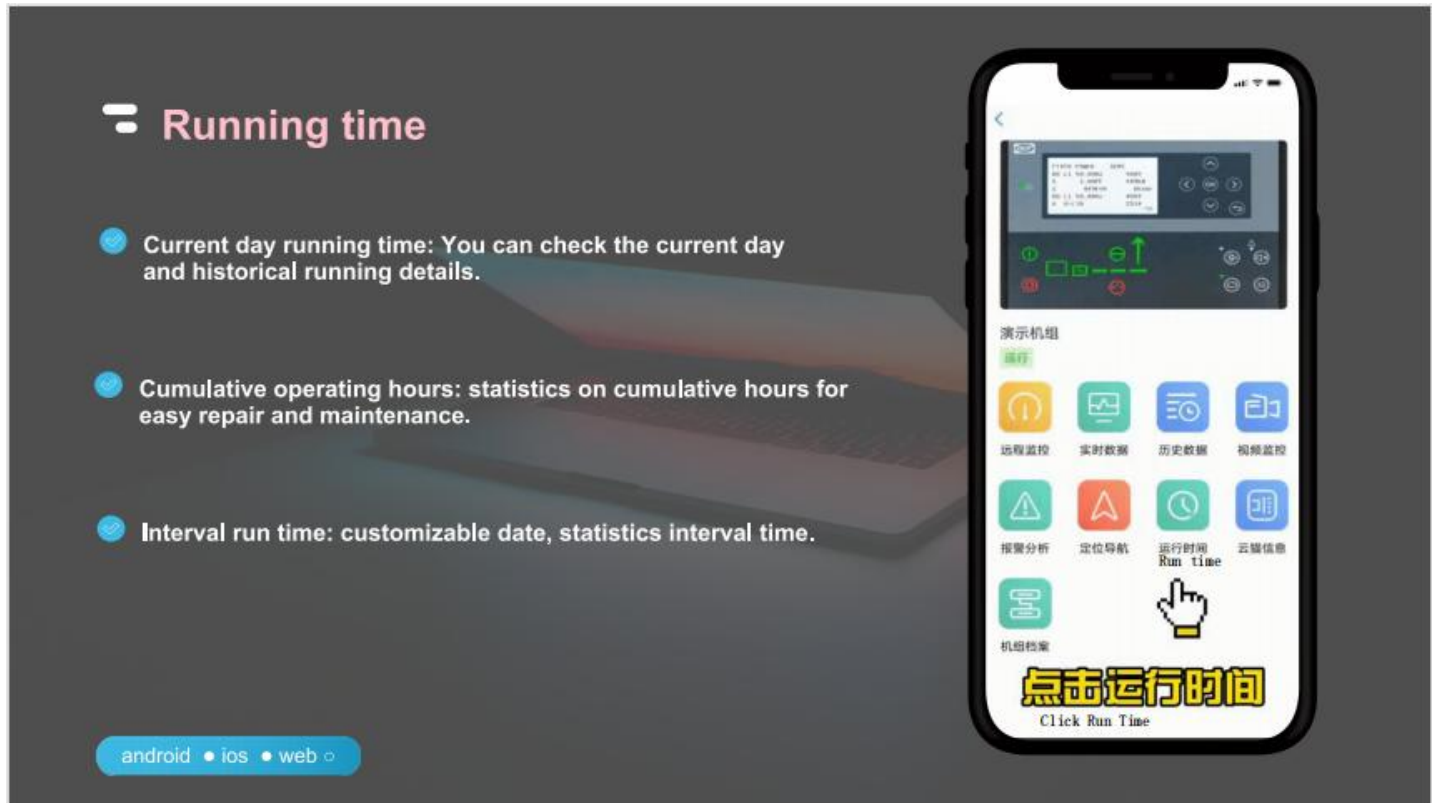 Running time
Current day running time: You can check the current day
and historical running details.
Cumulative operating hours: statistics on cumulative hours for
easy repair and maintenance.
Interval run time: customizable date, statistics interval time.
android ios web
演示机组
运行
远程监控 实时数据 历史数据 视频监控
报警分析 定位导航 运行时间 云猫信息
Run time
机组档案
点击运行时间
Click Run Time